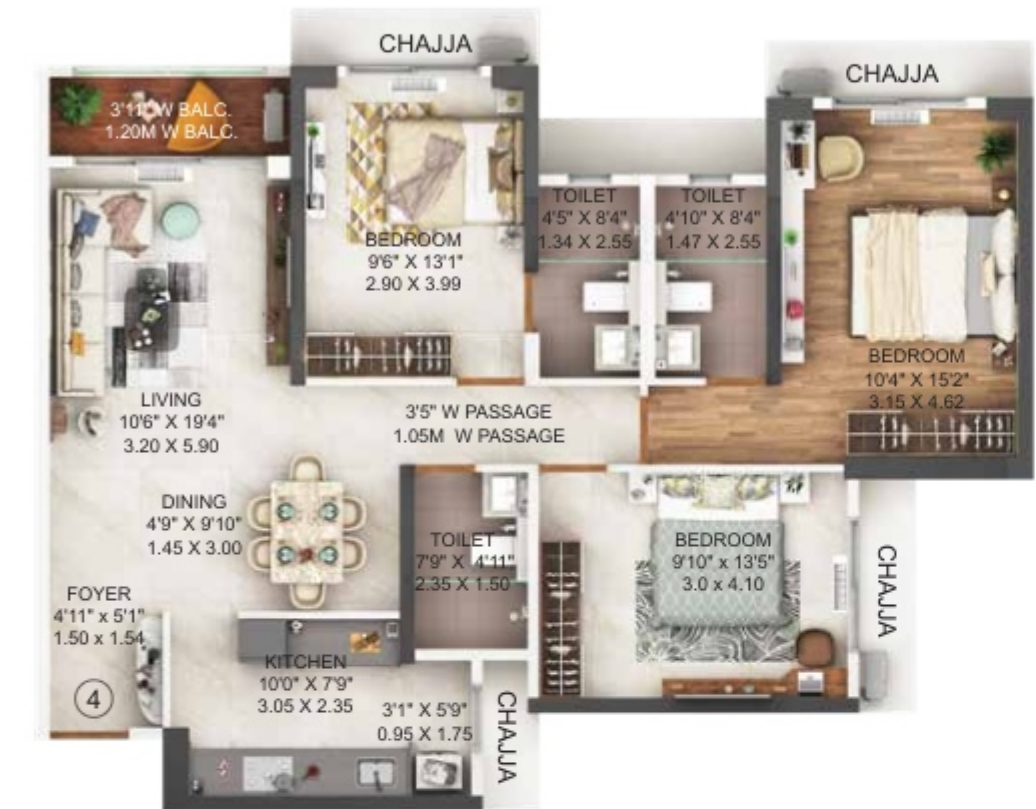 CHAJJA
CHAJJA
3'11" W BALC.
1.20M W BALC.
BEDROOM
9'6" X 13'1"
2.90 X 3.99
TOILET
4'5" X 8'4"
1.34 X 2.55
TOILET
4'10" X 8'4"
1.47 X 2.55
BEDROOM
10'4" X 15'2"
3.15 X 4.62
LIVING
10'6" X 19'4"
3.20 X 5.90
3'5" W PASSAGE
1.05M W PASSAGE
DINING
4'9" X 9'10"
1.45 X 3.00
TOILET
7'9" X 4'11"
2.35 X 1.50
BEDROOM
9'10" x 13'5"
3.0 x 4.10
CHAJJA
FOYER
4'11" x 5'1"
1.50 x 1.54
4
KITCHEN
10'0" X 7'9"
3.05 X 2.35
3'1" X 5'9"
0.95 X 1.75
CHAJJA